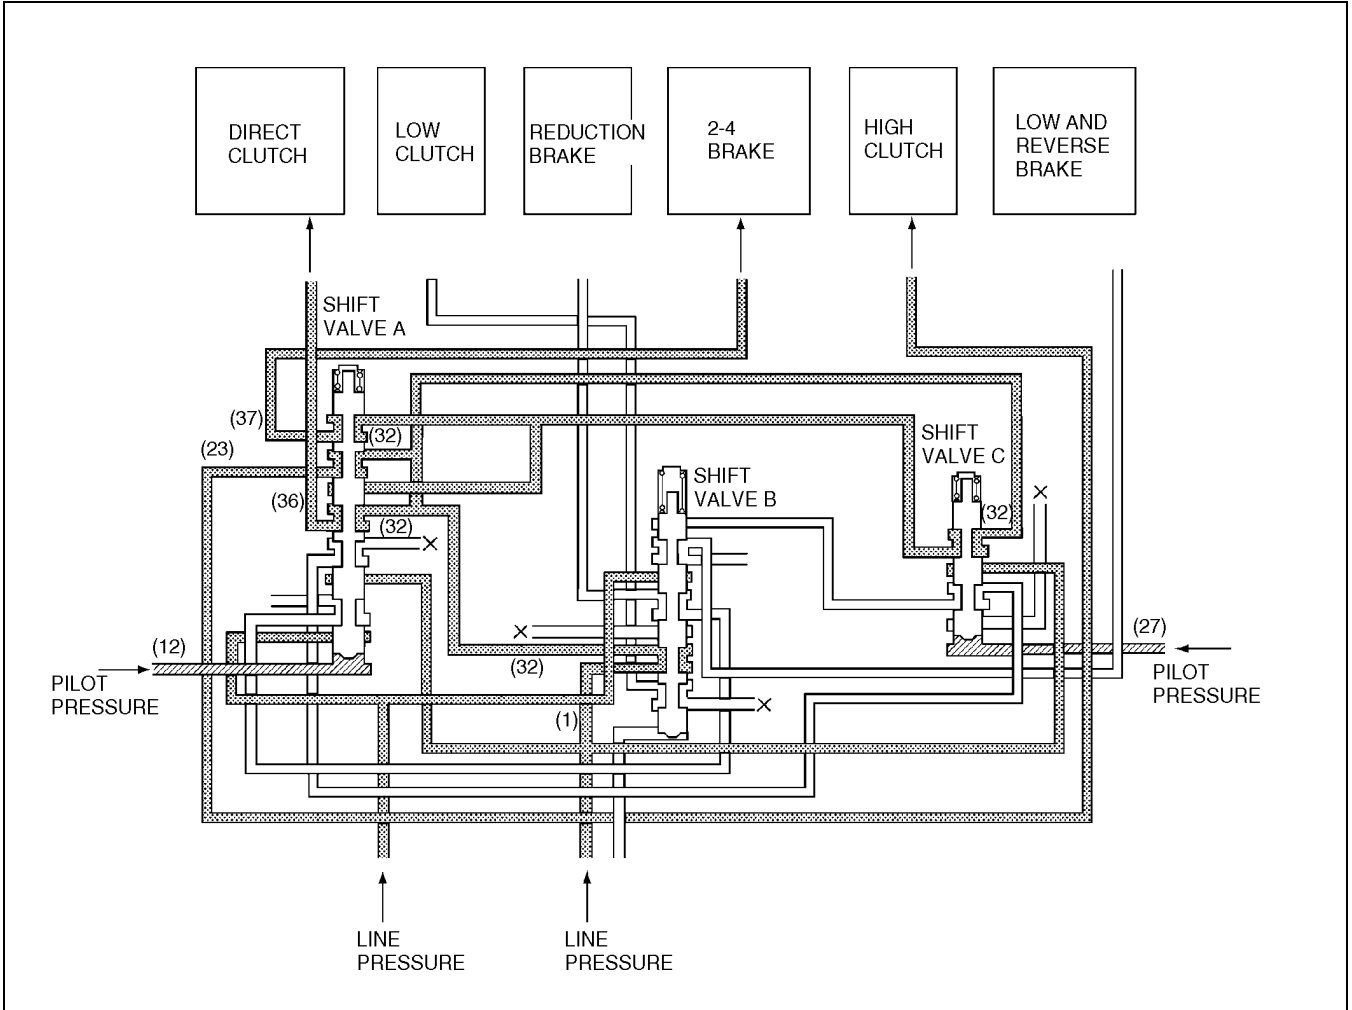 DIRECT
CLUTCH
LOW
CLUTCH
REDUCTION
BRAKE
2-4
BRAKE
HIGH
CLUTCH
LOW AND
REVERSE
BRAKE
SHIFT
VALVE A
(37)
(32)
(23)
(36)
(32)
SHIFT
VALVE B
SHIFT
VALVE C
(32)
(12)
(32)
(27)
PILOT
PRESSURE
PILOT
PRESSURE
(1)
LINE
PRESSURE
LINE
PRESSURE